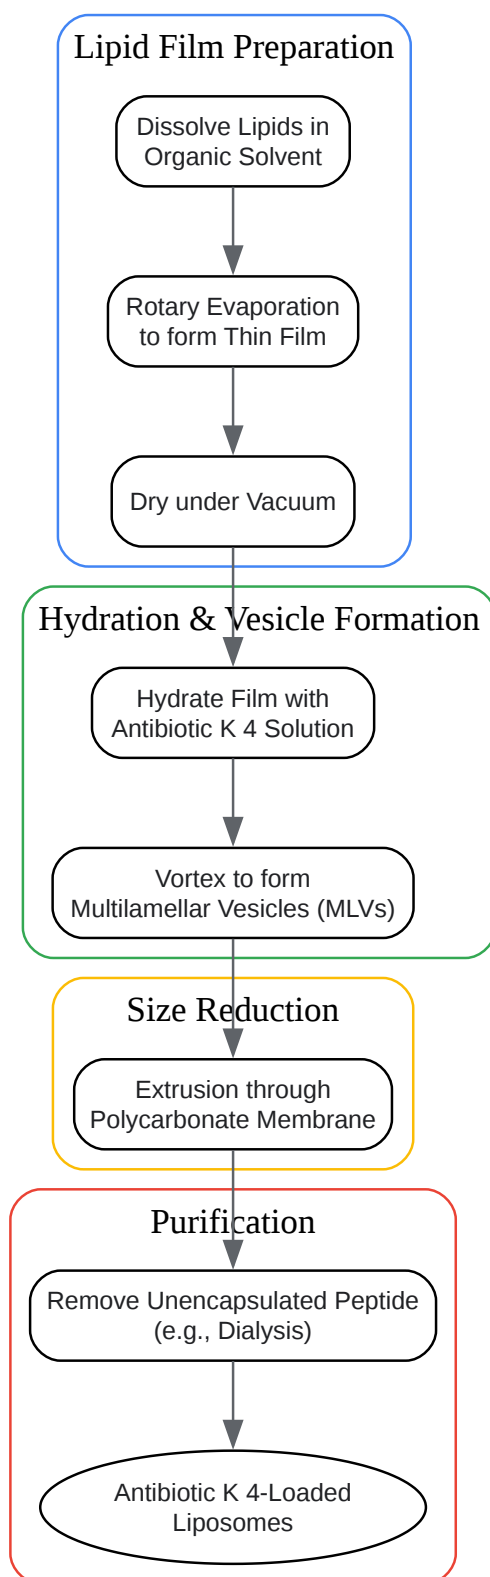 Lipid Film Preparation
Dissolve Lipids in
Organic Solvent
Rotary Evaporation
to form Thin Film
Dry under Vacuum
Hydration & Vesicle Formation
Hydrate Film with
Antibiotic K 4 Solution
Vortex to form
Multilamellar Vesicles (MLVs)
Size Reduction
Extrusion through
Polycarbonate Membrane
Purification
Remove Unencapsulated Peptide
(e.g., Dialysis)
Antibiotic K 4-Loaded
Liposomes